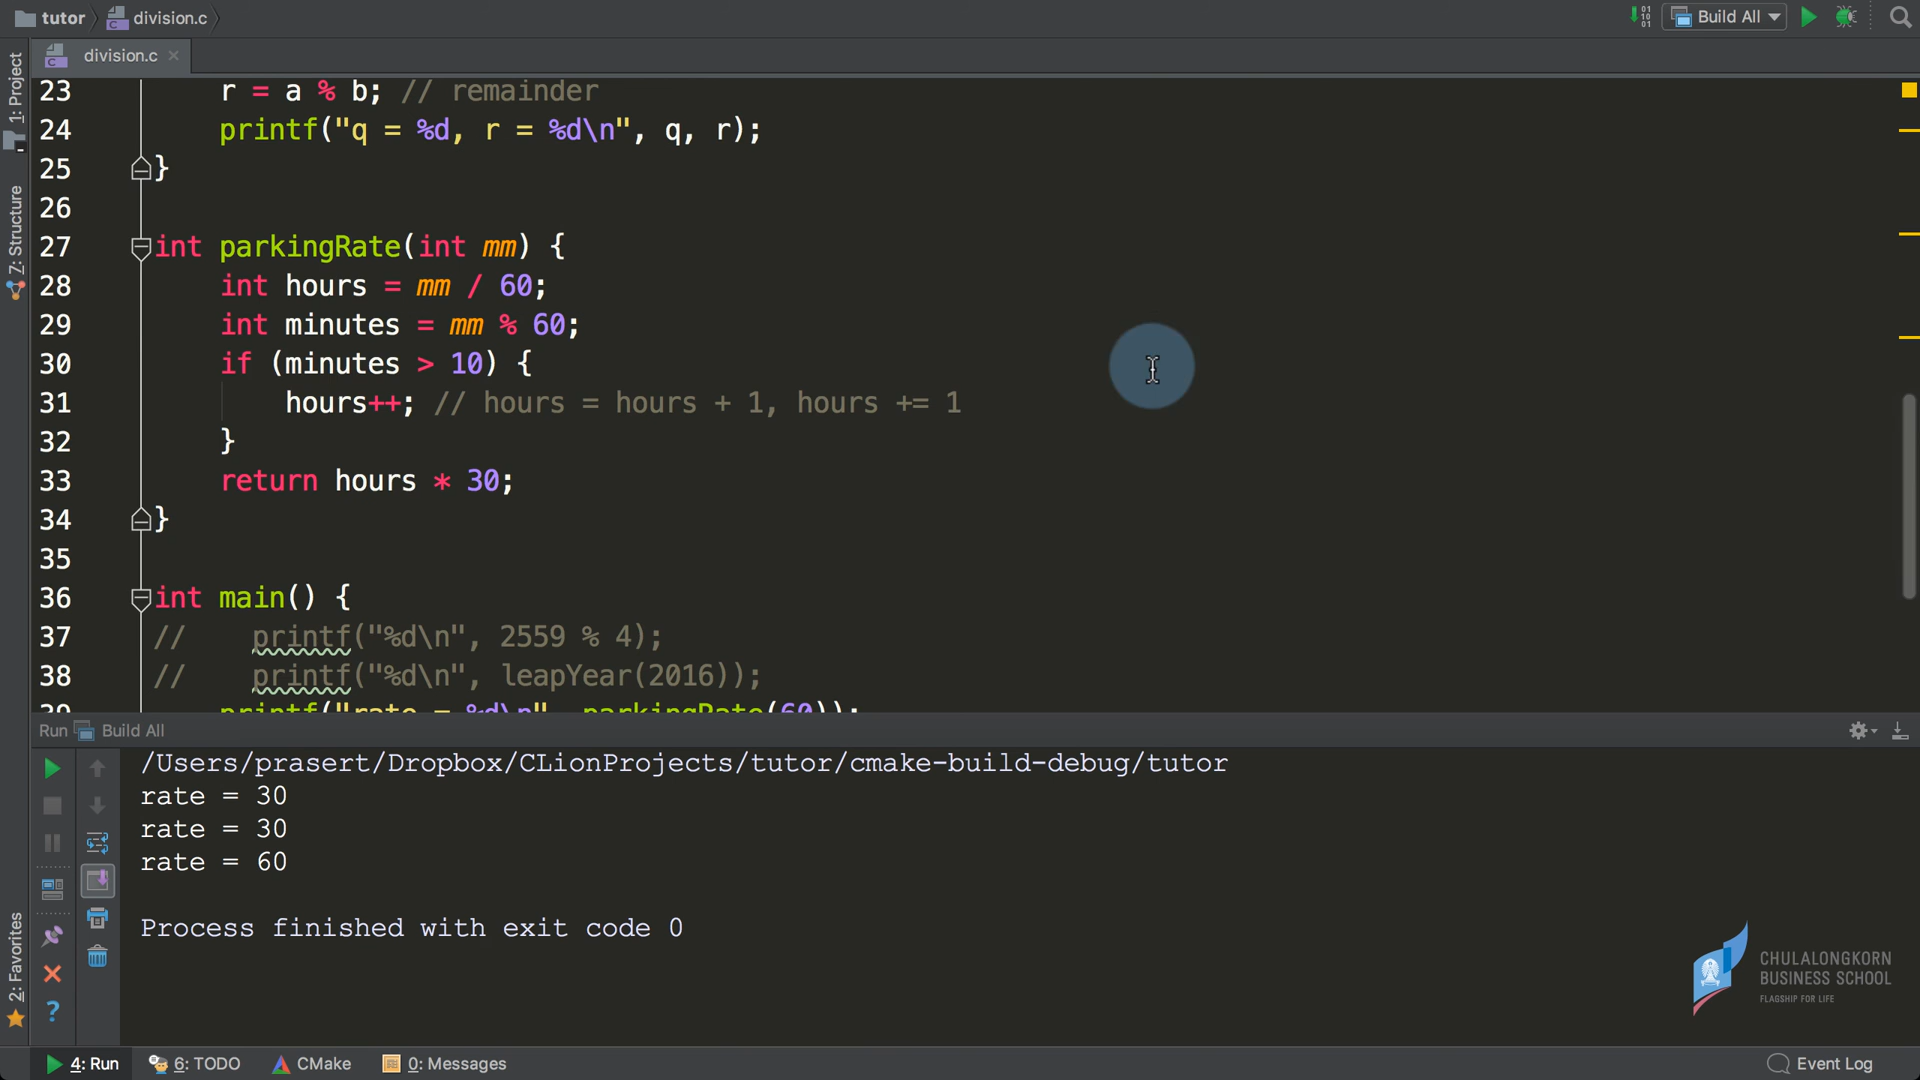 tutor
division.c
Build All
division.c
1: Project
Z: Structure
2: Favorites
23 r = a % b; // remainder
24 printf("q = %d, r = %d\n", q, r);
25 }
26
27 int parkingRate(int mm) {
28 int hours = mm / 60;
29 int minutes = mm % 60;
30 if (minutes > 10) {
31 hours++; // hours = hours + 1, hours += 1
32 }
33 return hours * 30;
34 }
35
36 int main() {
37 // printf("%d\n", 2559 % 4);
38 // printf("%d\n", leapYear(2016));
39 printf("rate = %d\n", parkingRate(60));
Run Build All
/Users/prasert/Dropbox/CLionProjects/tutor/cmake-build-debug/tutor
rate = 30
rate = 30
rate = 60
Process finished with exit code 0
CHULALONGKORN
BUSINESS SCHOOL
FLAGSHIP FOR LIFE
4: Run
6: TODO
CMake
0: Messages
Event Log